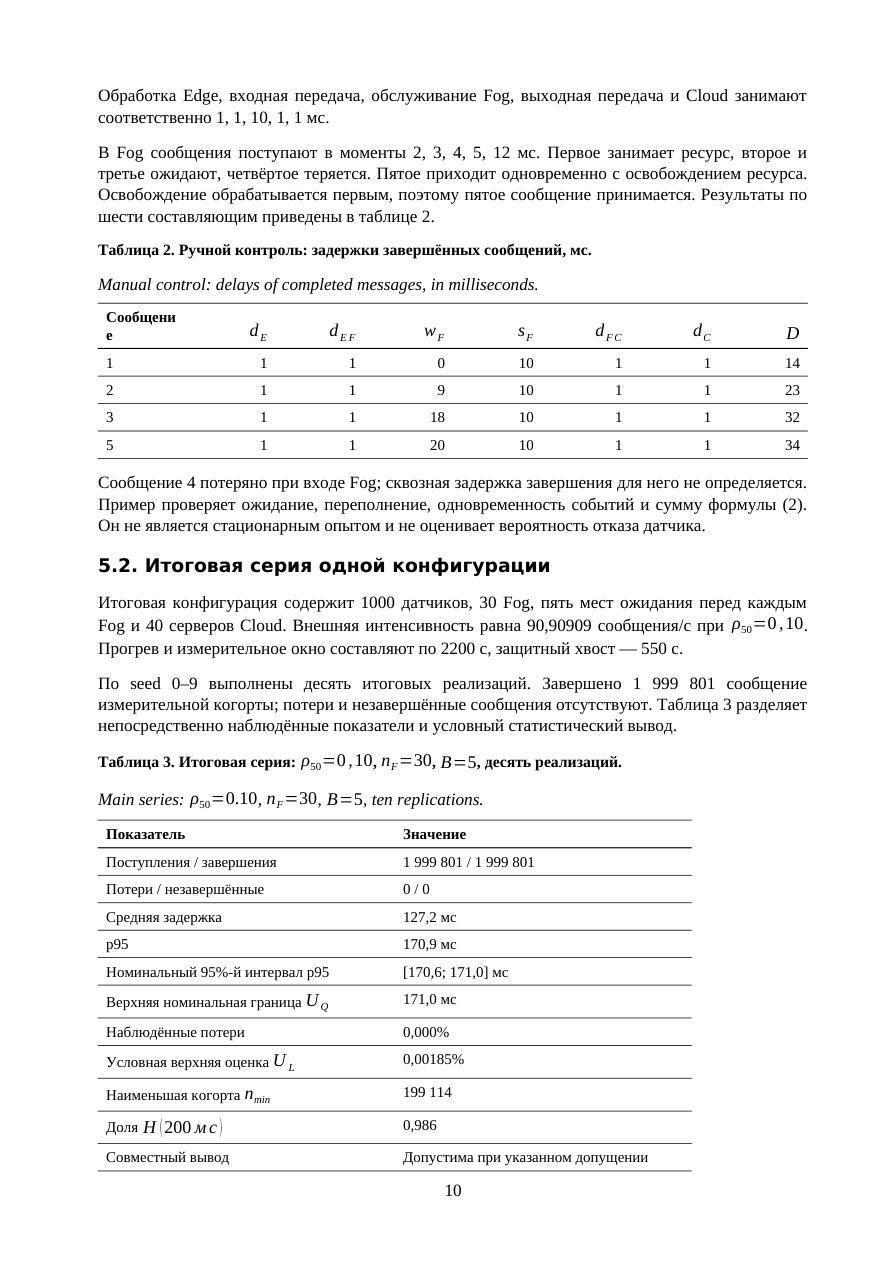 Обработка Edge, входная передача, обслуживание Fog, выходная передача и Cloud занимают
соответственно 1, 1, 10, 1, 1 мс.
В Fog сообщения поступают в моменты 2, 3, 4, 5, 12 мс. Первое занимает ресурс, второе и
третье ожидают, четвёртое теряется. Пятое приходит одновременно с освобождением ресурса.
Освобождение обрабатывается первым, поэтому пятое сообщение принимается. Результаты по
шести составляющим приведены в таблице 2.
Таблица 2. Ручной контроль: задержки завершённых сообщений, мс.
Manual control: delays of completed messages, in milliseconds.
Сообщени
е d_E d_EF w_F s_F d_FC d_C D
1 1 1 0 10 1 1 14
2 1 1 9 10 1 1 23
3 1 1 18 10 1 1 32
5 1 1 20 10 1 1 34
Сообщение 4 потеряно при входе Fog; сквозная задержка завершения для него не определяется.
Пример проверяет ожидание, переполнение, одновременность событий и сумму формулы (2).
Он не является стационарным опытом и не оценивает вероятность отказа датчика.
5.2. Итоговая серия одной конфигурации
Итоговая конфигурация содержит 1000 датчиков, 30 Fog, пять мест ожидания перед каждым
Fog и 40 серверов Cloud. Внешняя интенсивность равна 90,90909 сообщения/с при ρ₅₀=0,10.
Прогрев и измерительное окно составляют по 2200 с, защитный хвост — 550 с.
По seed 0–9 выполнены десять итоговых реализаций. Завершено 1 999 801 сообщение
измерительной когорты; потери и незавершённые сообщения отсутствуют. Таблица 3 разделяет
непосредственно наблюдённые показатели и условный статистический вывод.
Таблица 3. Итоговая серия: ρ₅₀=0,10, n_F=30, B=5, десять реализаций.
Main series: ρ₅₀=0.10, n_F=30, B=5, ten replications.
Показатель Значение
Поступления / завершения 1 999 801 / 1 999 801
Потери / незавершённые 0 / 0
Средняя задержка 127,2 мс
p95 170,9 мс
Номинальный 95%-й интервал p95 [170,6; 171,0] мс
Верхняя номинальная граница U_Q 171,0 мс
Наблюдённые потери 0,000%
Условная верхняя оценка U_L 0,00185%
Наименьшая когорта n_min 199 114
Доля H(200 мс) 0,986
Совместный вывод Допустима при указанном допущении
10